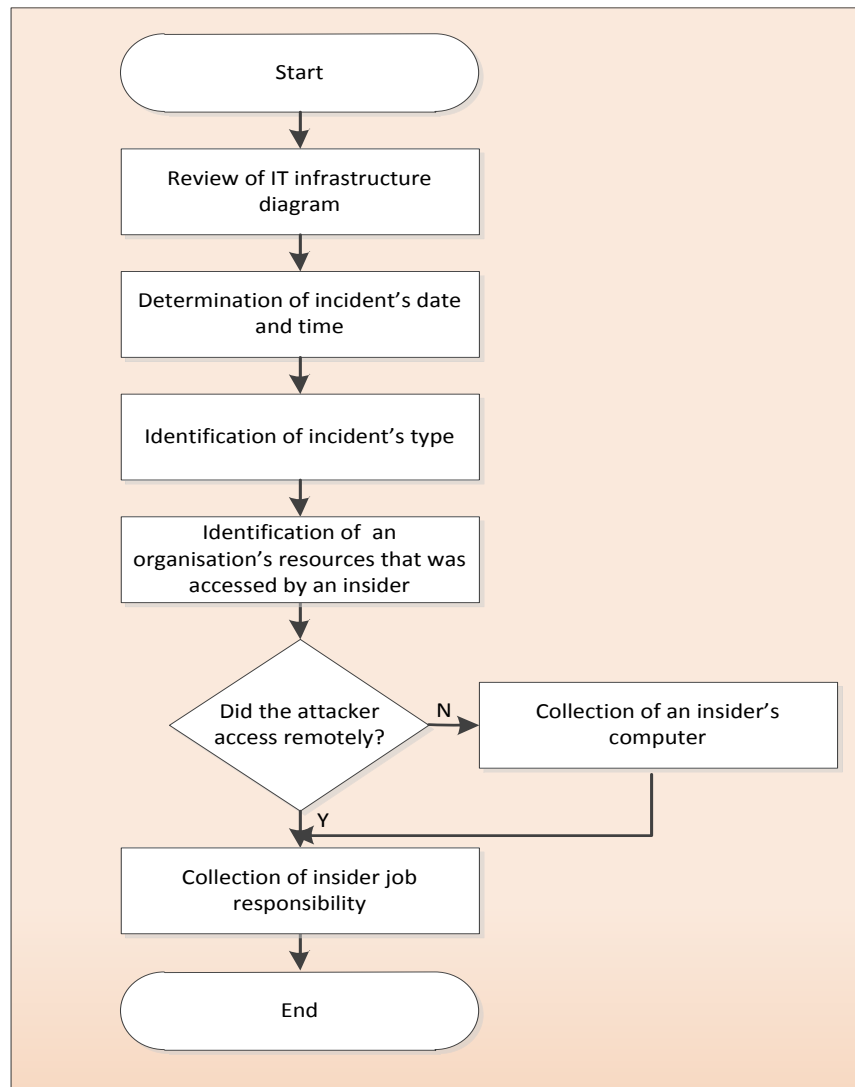 Start
Review of IT infrastructure
diagram
Determination of incident’s date
and time
Identification of incident’s type
Identification of an
organisation’s resources that was
accessed by an insider
Did the attacker
access remotely?
N
Collection of an insider’s
computer
Y
Collection of insider job
responsibility
End